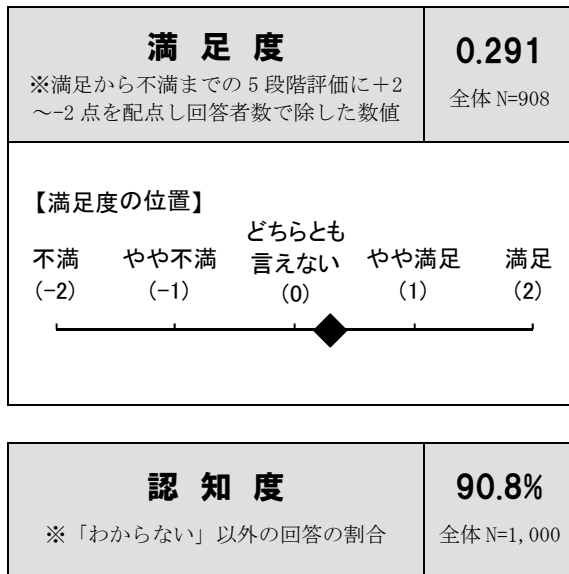 満 足 度
※満足から不満までの 5 段階評価に＋2
～-2 点を配点し回答者数で除した数値
0.291
全体 N=908
【満足度の位置】
不満 やや不満 どちらとも言えない やや満足 満足
(-2) (-1) (0) (1) (2)
認 知 度
※「わからない」以外の回答の割合
90.8%
全体 N=1,000